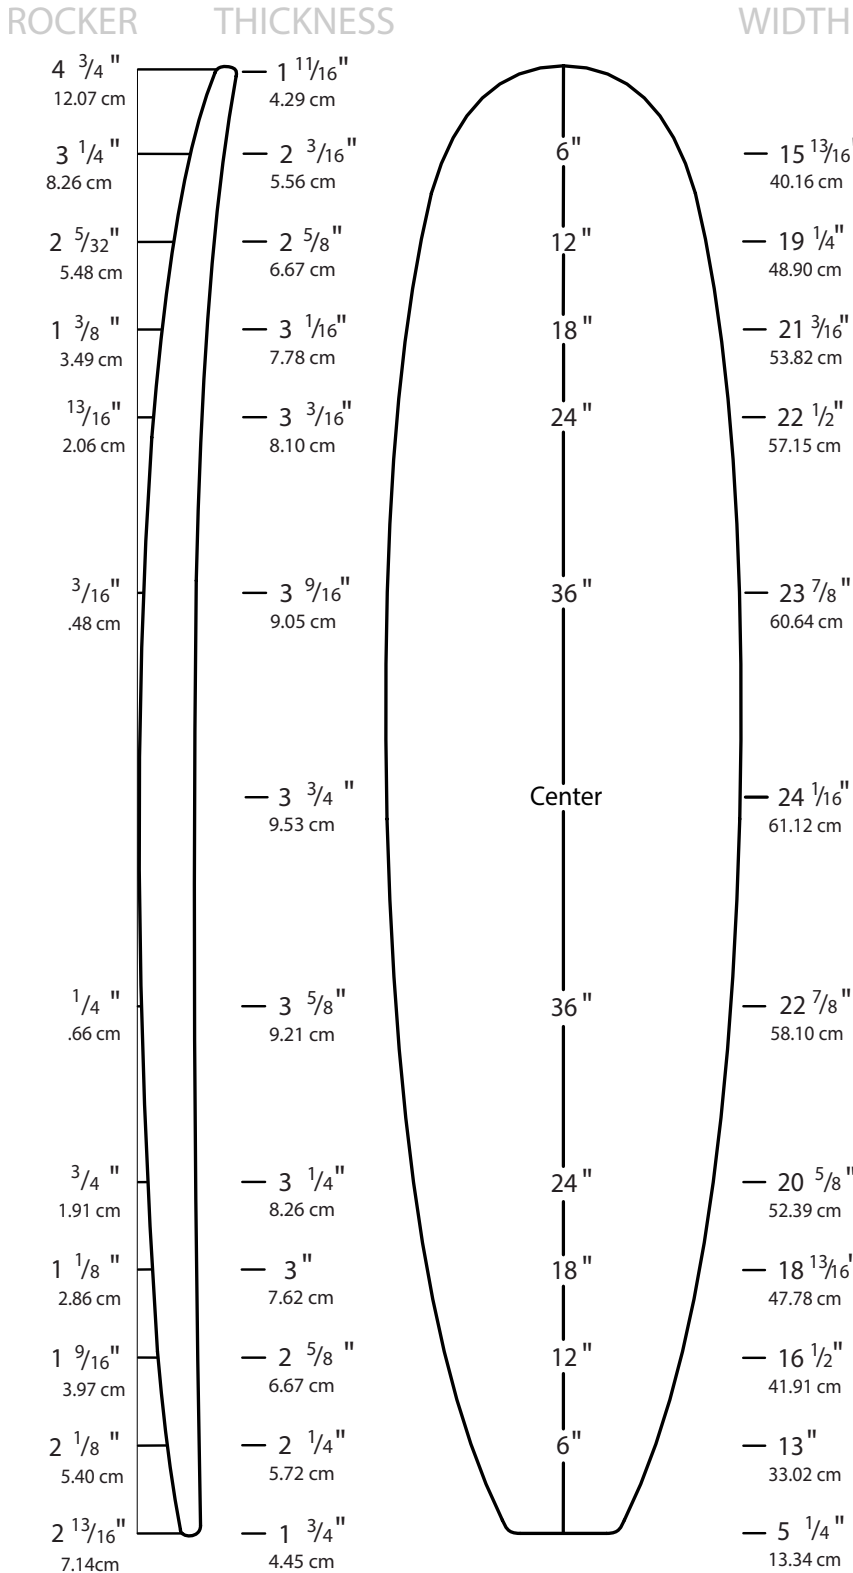 ROCKER THICKNESS WIDTH
4 3/4 " 1 11/16"
12.07 cm 4.29 cm
3 1/4 " 2 3/16" 6" 15 13/16"
8.26 cm 5.56 cm 40.16 cm
2 5/32" 2 5/8" 12" 19 1/4"
5.48 cm 6.67 cm 48.90 cm
1 3/8 " 3 1/16" 18" 21 3/16"
3.49 cm 7.78 cm 53.82 cm
13/16" 3 3/16" 24" 22 1/2"
2.06 cm 8.10 cm 57.15 cm
3/16" 3 9/16" 36" 23 7/8"
.48 cm 9.05 cm 60.64 cm
3 3/4 " Center 24 1/16"
9.53 cm 61.12 cm
1/4 " 3 5/8" 36" 22 7/8"
.66 cm 9.21 cm 58.10 cm
3/4 " 3 1/4" 24" 20 5/8"
1.91 cm 8.26 cm 52.39 cm
1 1/8 " 3" 18" 18 13/16"
2.86 cm 7.62 cm 47.78 cm
1 9/16" 2 5/8 " 12" 16 1/2"
3.97 cm 6.67 cm 41.91 cm
2 1/8 " 2 1/4" 6" 13"
5.40 cm 5.72 cm 33.02 cm
2 13/16" 1 3/4" 5 1/4 "
7.14cm 4.45 cm 13.34 cm